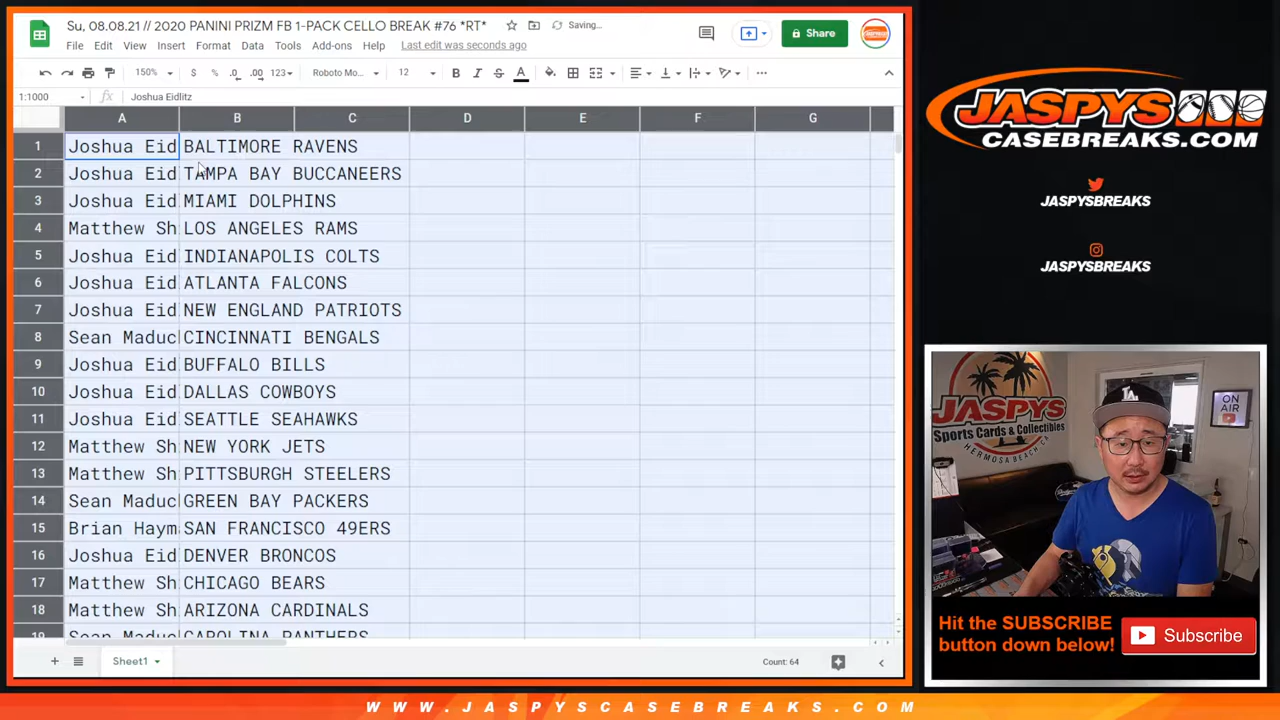 Su, 08.08.21 // 2020 PANINI PRIZM FB 1-PACK CELLO BREAK #76 *RT*
Saving...
Share
File Edit View Insert Format Data Tools Add-ons Help Last edit was seconds ago
150% $ % .0 .00 123 Roboto Mo... 12 B I S A
1:1000 fx Joshua Eidlitz
A B C D E F G
1 Joshua Eid BALTIMORE RAVENS
2 Joshua Eid TAMPA BAY BUCCANEERS
3 Joshua Eid MIAMI DOLPHINS
4 Matthew Sh LOS ANGELES RAMS
5 Joshua Eid INDIANAPOLIS COLTS
6 Joshua Eid ATLANTA FALCONS
7 Joshua Eid NEW ENGLAND PATRIOTS
8 Sean Maduc CINCINNATI BENGALS
9 Joshua Eid BUFFALO BILLS
10 Joshua Eid DALLAS COWBOYS
11 Joshua Eid SEATTLE SEAHAWKS
12 Matthew Sh NEW YORK JETS
13 Matthew Sh PITTSBURGH STEELERS
14 Sean Maduc GREEN BAY PACKERS
15 Brian Haym SAN FRANCISCO 49ERS
16 Joshua Eid DENVER BRONCOS
17 Matthew Sh CHICAGO BEARS
18 Matthew Sh ARIZONA CARDINALS
19 Sean Maduc CAROLINA PANTHERS
Sheet1
Count: 64
JASPYS
CASEBREAKS.COM
JASPYSBREAKS
JASPYSBREAKS
JASPYS
Sports Cards & Collectibles
HERMOSA BEACH, CA
ON
AIR
LA
Hit the SUBSCRIBE
button down below!
Subscribe
WWW.JASPYSCASEBREAKS.COM